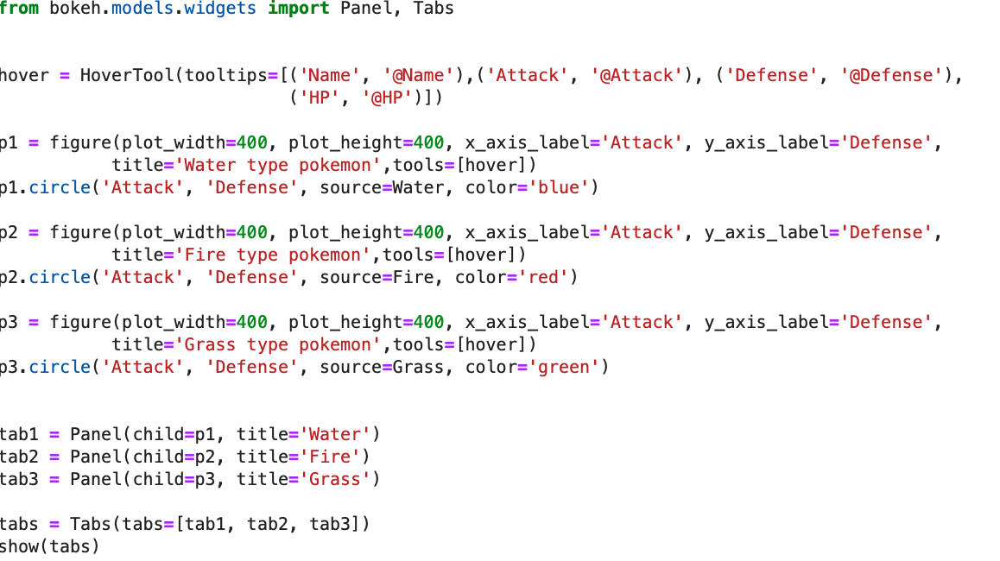 from bokeh.models.widgets import Panel, Tabs
hover = HoverTool(tooltips=[('Name', '@Name'),('Attack', '@Attack'), ('Defense', '@Defense'),
('HP', '@HP')])
p1 = figure(plot_width=400, plot_height=400, x_axis_label='Attack', y_axis_label='Defense',
title='Water type pokemon',tools=[hover])
p1.circle('Attack', 'Defense', source=Water, color='blue')
p2 = figure(plot_width=400, plot_height=400, x_axis_label='Attack', y_axis_label='Defense',
title='Fire type pokemon',tools=[hover])
p2.circle('Attack', 'Defense', source=Fire, color='red')
p3 = figure(plot_width=400, plot_height=400, x_axis_label='Attack', y_axis_label='Defense',
title='Grass type pokemon',tools=[hover])
p3.circle('Attack', 'Defense', source=Grass, color='green')
tab1 = Panel(child=p1, title='Water')
tab2 = Panel(child=p2, title='Fire')
tab3 = Panel(child=p3, title='Grass')
tabs = Tabs(tabs=[tab1, tab2, tab3])
show(tabs)